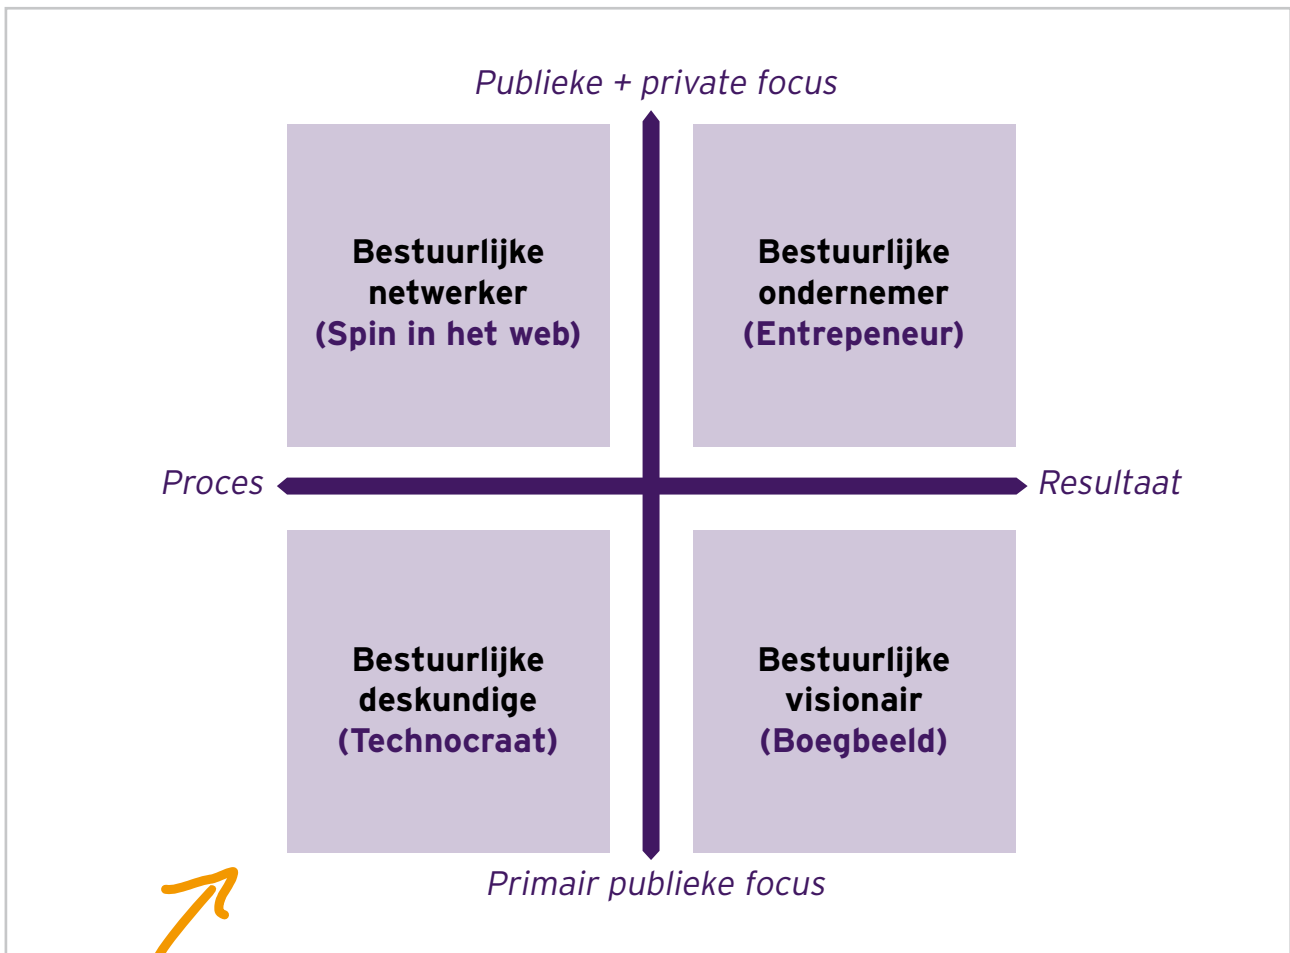 Publieke + private focus
Bestuurlijke
netwerker
(Spin in het web)
Bestuurlijke
ondernemer
(Entrepeneur)
Proces
Resultaat
Bestuurlijke
deskundige
(Technocraat)
Bestuurlijke
visionair
(Boegbeeld)
Primair publieke focus